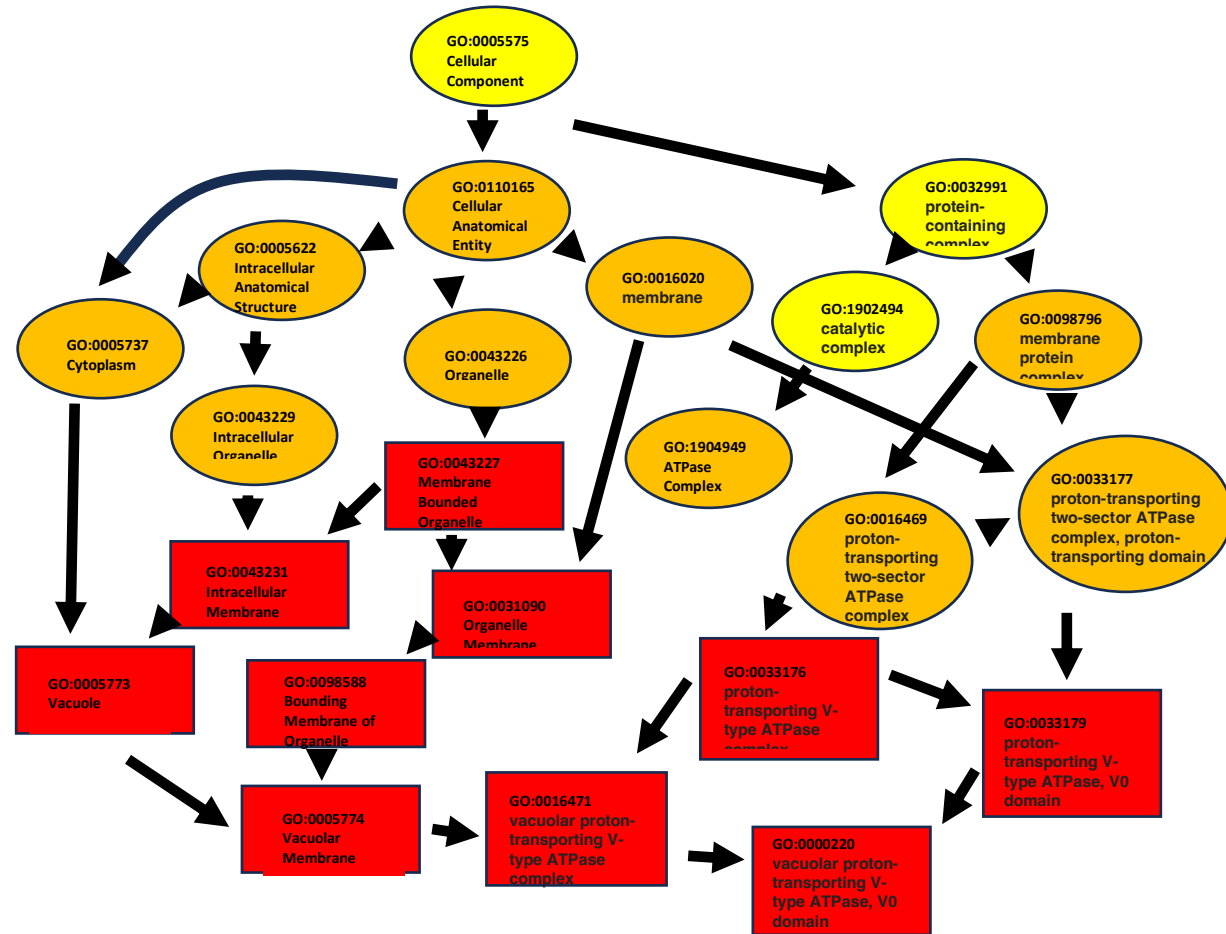 GO:0005575
Cellular
Component
GO:0110165
Cellular
Anatomical
Entity
GO:0032991
protein-
containing
complex
GO:0005622
Intracellular
Anatomical
Structure
GO:0016020
membrane
GO:1902494
catalytic
complex
GO:0098796
membrane
protein
complex
GO:0005737
Cytoplasm
GO:0043226
Organelle
GO:0043229
Intracellular
Organelle
GO:0043227
Membrane
Bounded
Organelle
GO:1904949
ATPase
Complex
GO:0033177
proton-transporting
two-sector ATPase
complex, proton-
transporting domain
GO:0016469
proton-
transporting
two-sector
ATPase
complex
GO:0043231
Intracellular
Membrane
GO:0031090
Organelle
Membrane
GO:0005773
Vacuole
GO:0098588
Bounding
Membrane of
Organelle
GO:0033176
proton-
transporting V-
type ATPase
complex
GO:0033179
proton-
transporting V-
type ATPase, V0
domain
GO:0005774
Vacuolar
Membrane
GO:0016471
vacuolar proton-
transporting V-
type ATPase
complex
GO:0000220
vacuolar proton-
transporting V-
type ATPase, V0
domain